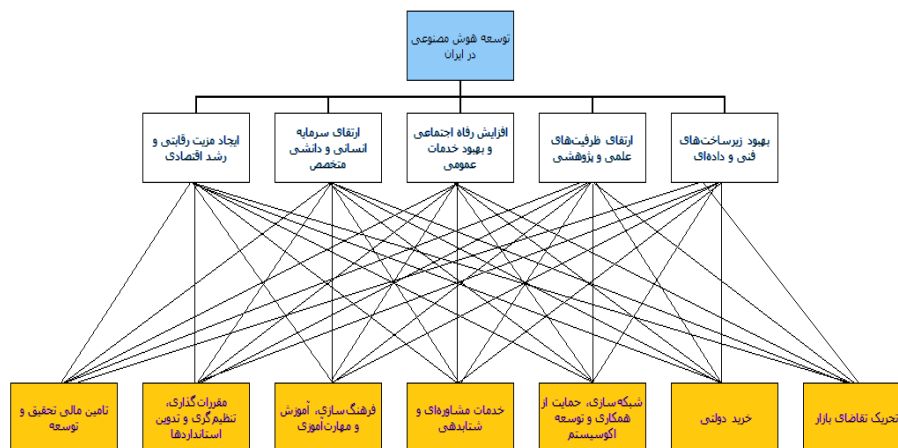 توسعه هوش مصنوعی
در ایران
بهبود زیرساخت‌های
فنی و داده‌ای
ارتقای ظرفیت‌های
علمی و پژوهشی
افزایش رفاه اجتماعی
و بهبود خدمات
عمومی
ارتقای سرمایه
انسانی و دانشی
متخصص
ایجاد مزیت رقابتی و
رشد اقتصادی
تحریک تقاضای بازار
خرید دولتی
شبکه‌سازی، حمایت از
همکاری و توسعه
اکوسیستم
خدمات مشاوره‌ای و
شتابدهی
فرهنگ‌سازی، آموزش
و مهارت‌آموزی
مقررات‌گذاری،
تنظیم‌گری و تدوین
استانداردها
تامین مالی تحقیق و
توسعه